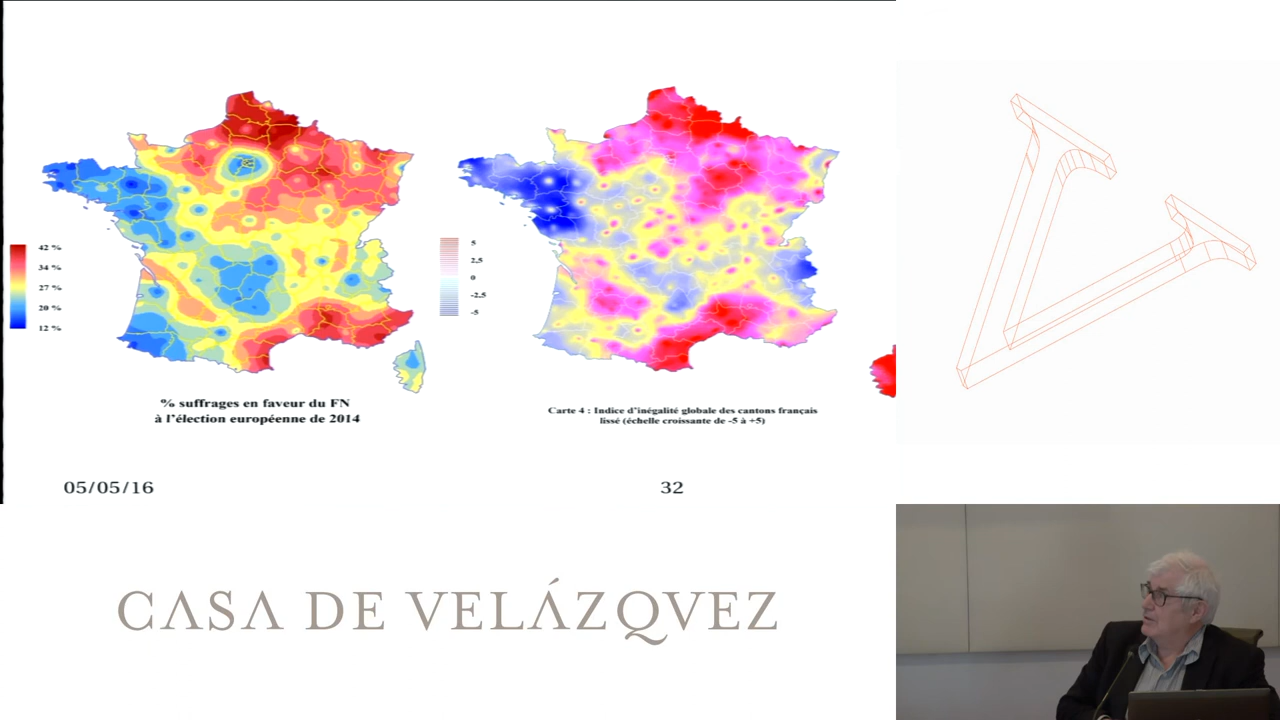 42 %
34 %
27 %
20 %
12 %
% suffrages en faveur du FN
à l'élection européenne de 2014
5
2,5
0
-2,5
-5
Carte 4 : Indice d'inégalité globale des cantons français
lissé (échelle croissante de -5 à +5)
05/05/16
32
CASA DE VELÁZQVEZ